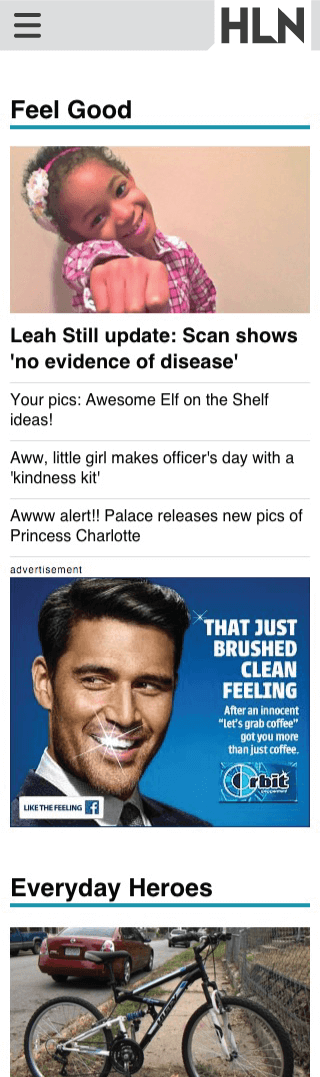 HLN
Feel Good
Leah Still update: Scan shows
'no evidence of disease'
Your pics: Awesome Elf on the Shelf
ideas!
Aww, little girl makes officer's day with a
'kindness kit'
Awww alert!! Palace releases new pics of
Princess Charlotte
advertisement
THAT JUST
BRUSHED
CLEAN
FEELING
After an innocent
“let's grab coffee”
got you more
than just coffee.
Orbit
LIKE THE FEELING f
Everyday Heroes